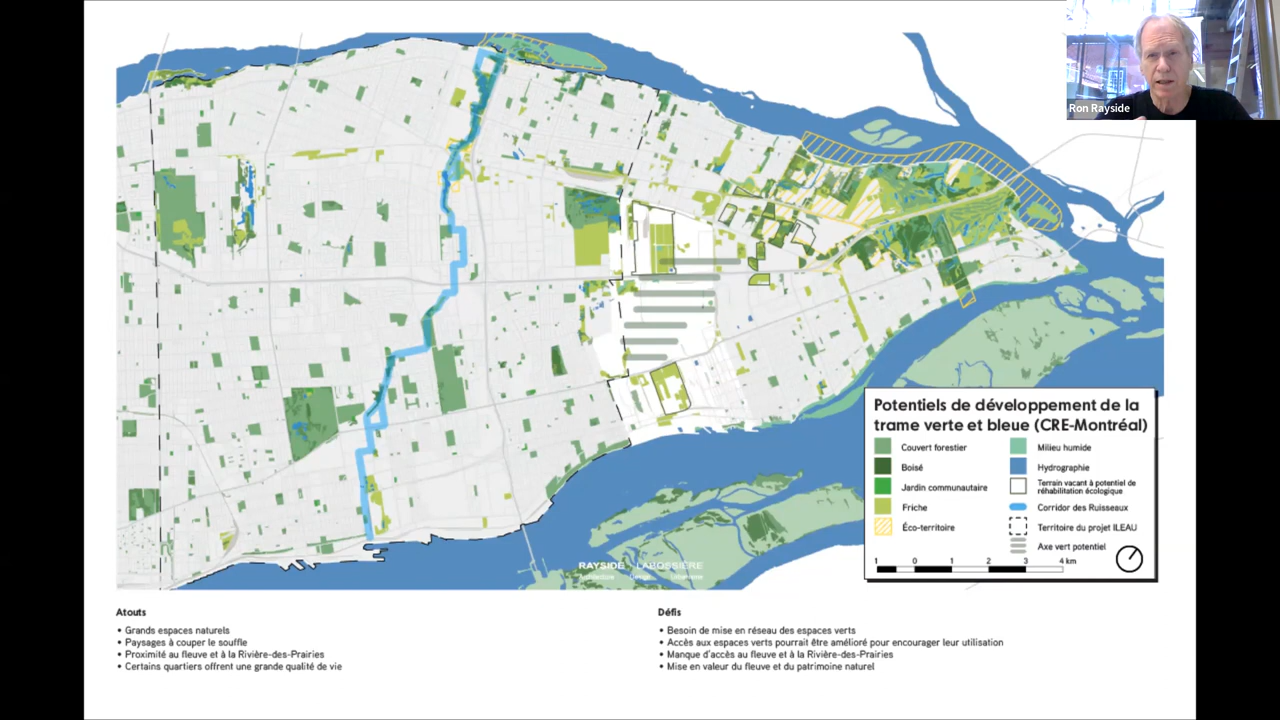 Ron Rayside
Potentiels de développement de la
trame verte et bleue (CRE-Montréal)
Couvert forestier
Boisé
Jardin communautaire
Friche
Éco-territoire
Milieu humide
Hydrographie
Terrain vacant à potentiel de
réhabilitation écologique
Corridor des Ruisseaux
Territoire du projet ILEAU
Axe vert potentiel
1 0 1 2 3 4 km
RAYSIDE LABOSSIÈRE
Architecture Design Urbanisme
Atouts
• Grands espaces naturels
• Paysages à couper le souffle
• Proximité au fleuve et à la Rivière-des-Prairies
• Certains quartiers offrent une grande qualité de vie
Défis
• Besoin de mise en réseau des espaces verts
• Accès aux espaces verts pourrait être amélioré pour encourager leur utilisation
• Manque d'accès au fleuve et à la Rivière-des-Prairies
• Mise en valeur du fleuve et du patrimoine naturel